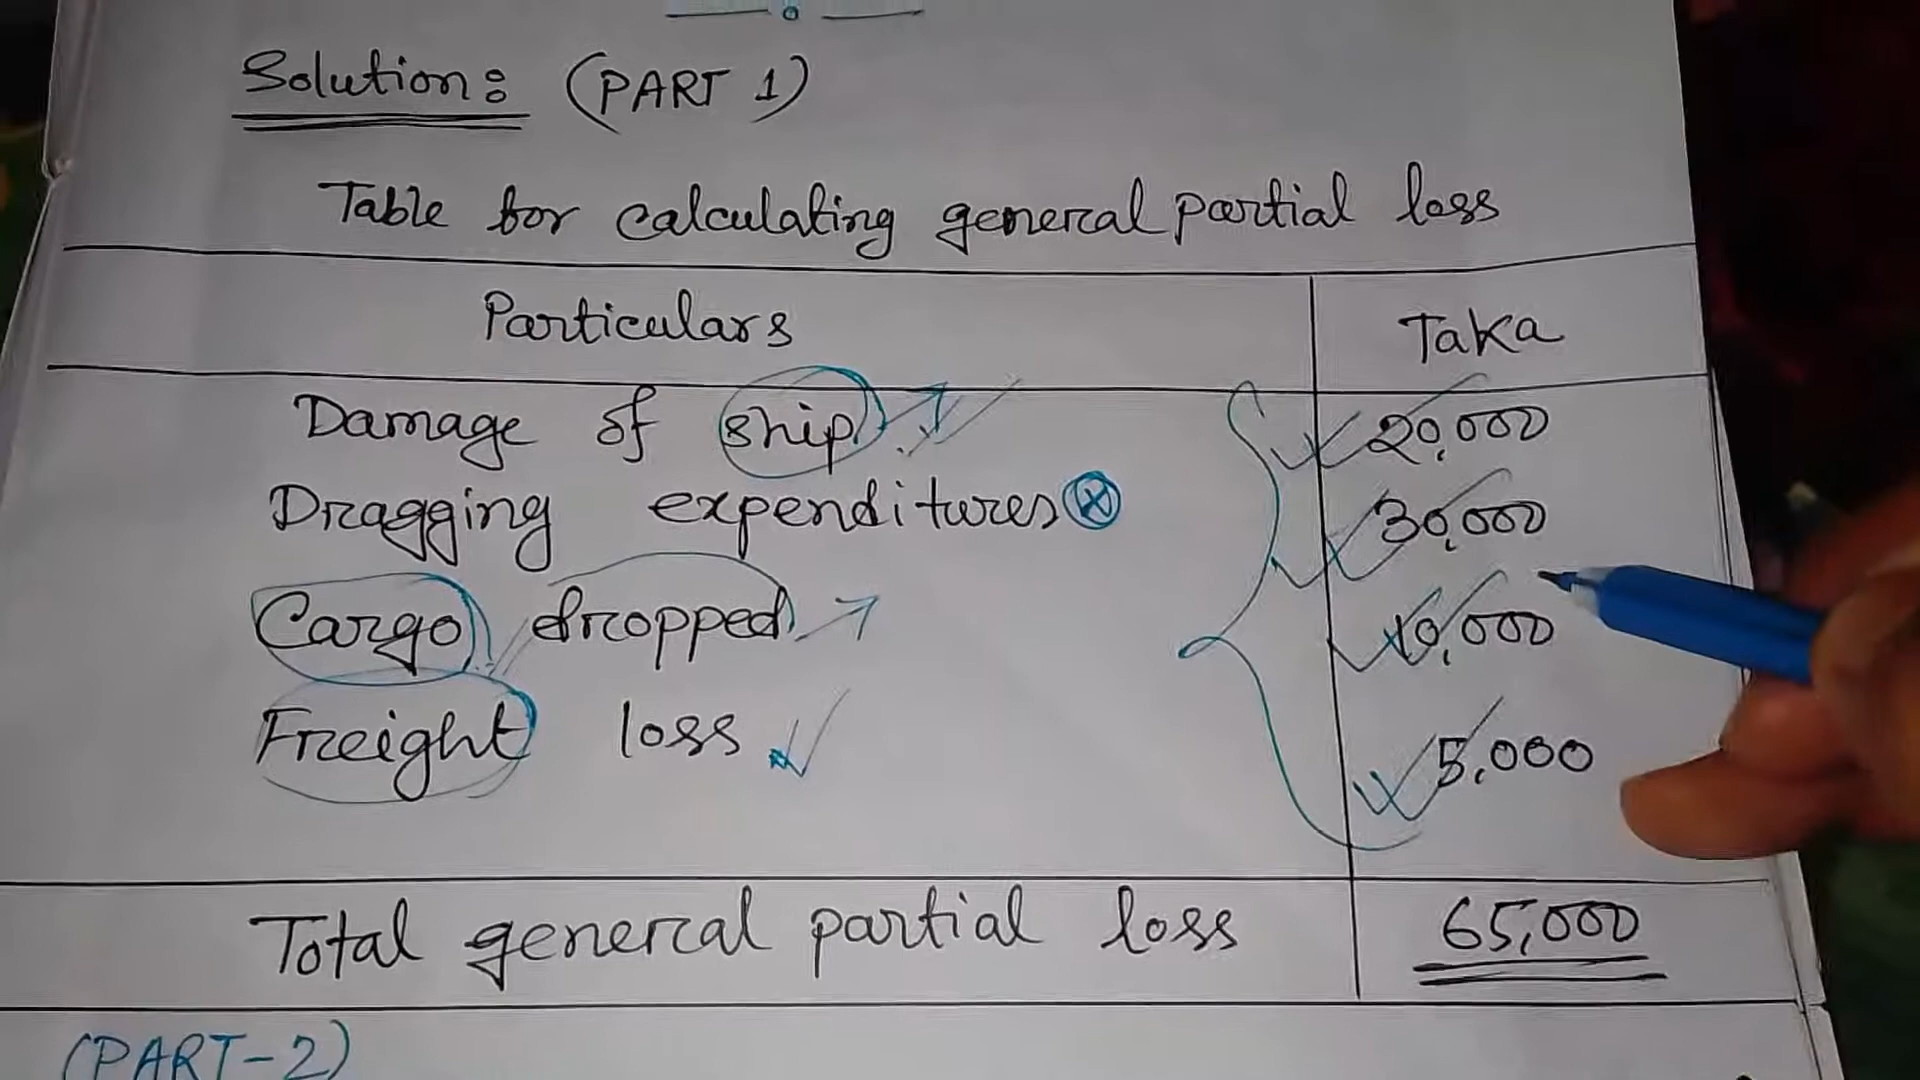 Solution: (PART 1)
Table for calculating general partial loss
Particulars Taka
Damage of ship 20,000
Dragging expenditures 30,000
Cargo dropped 10,000
Freight loss 5,000
Total general partial loss 65,000
(PART-2)